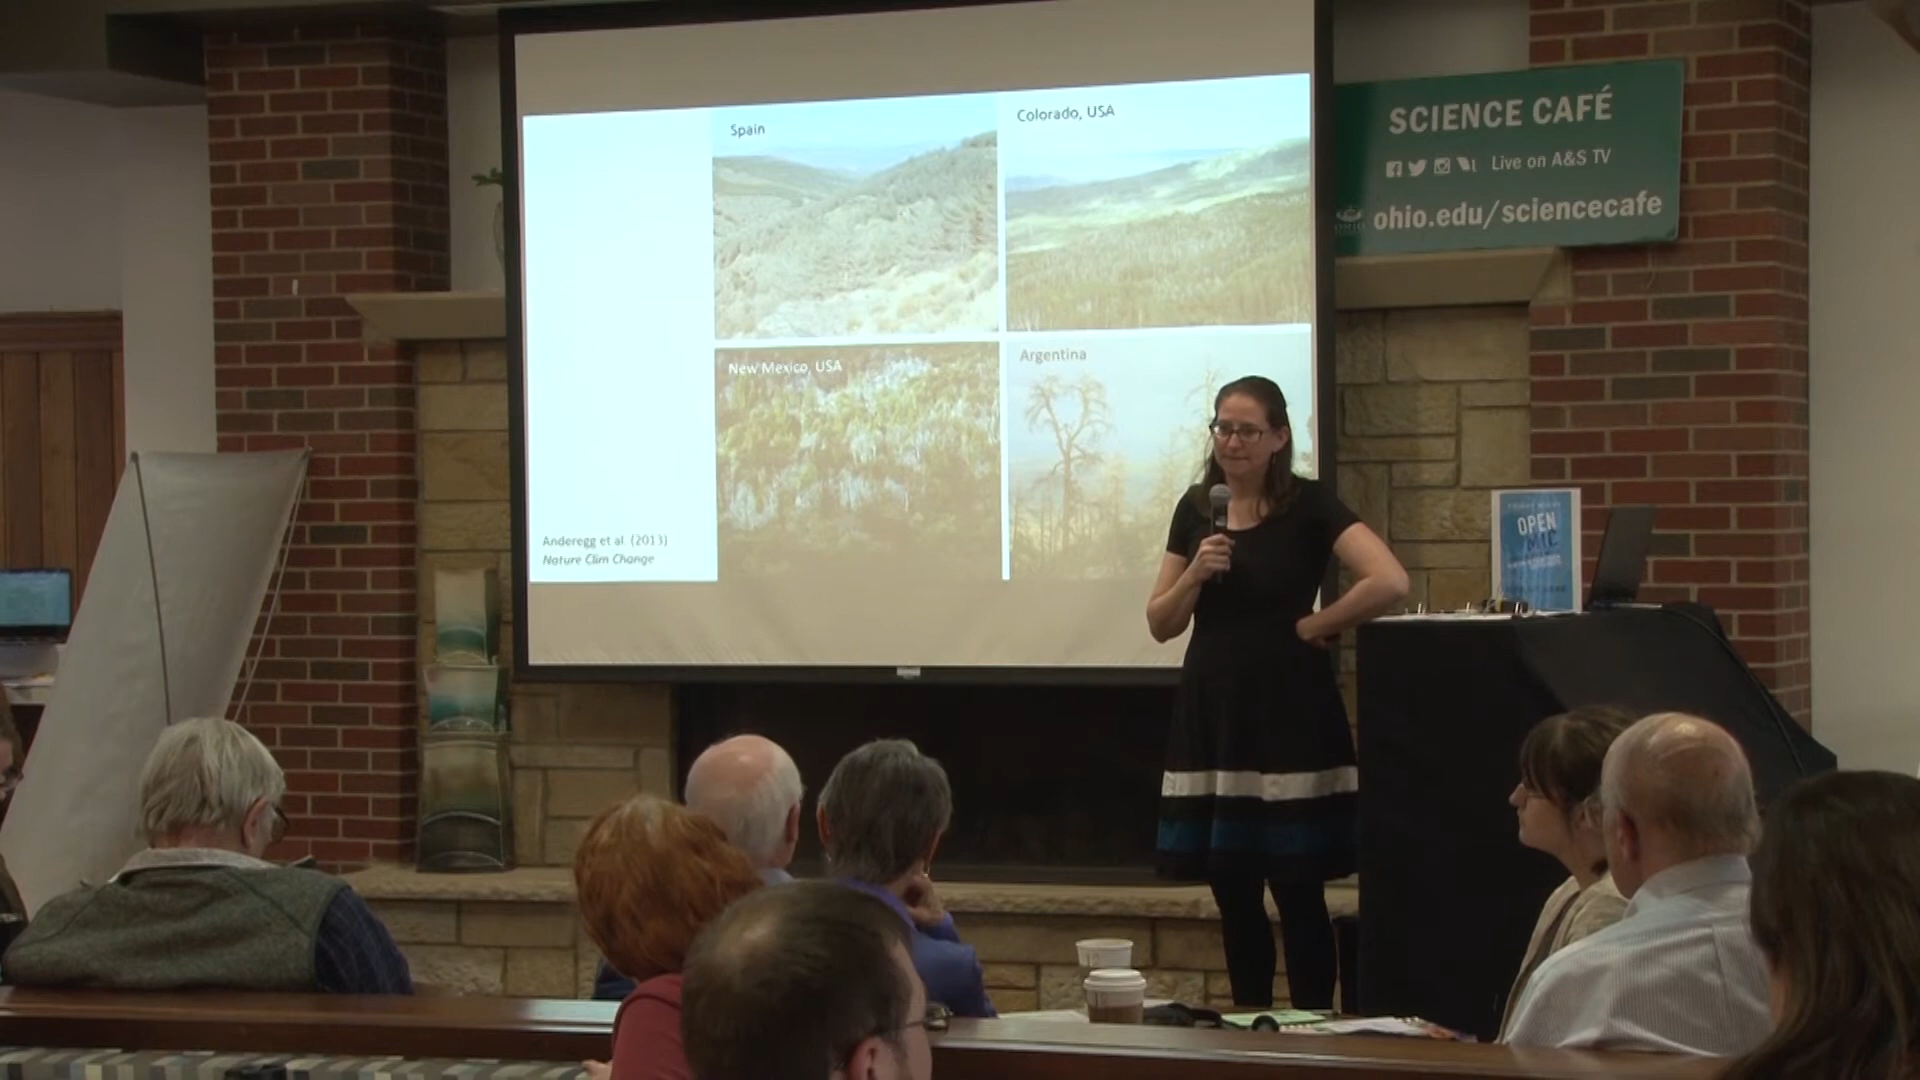 Spain
Colorado, USA
New Mexico, USA
Argentina
Anderegg et al. (2013)
Nature Clim Change
SCIENCE CAFÉ
Live on A&S TV
OHIO
ohio.edu/sciencecafe
OPEN
MIC